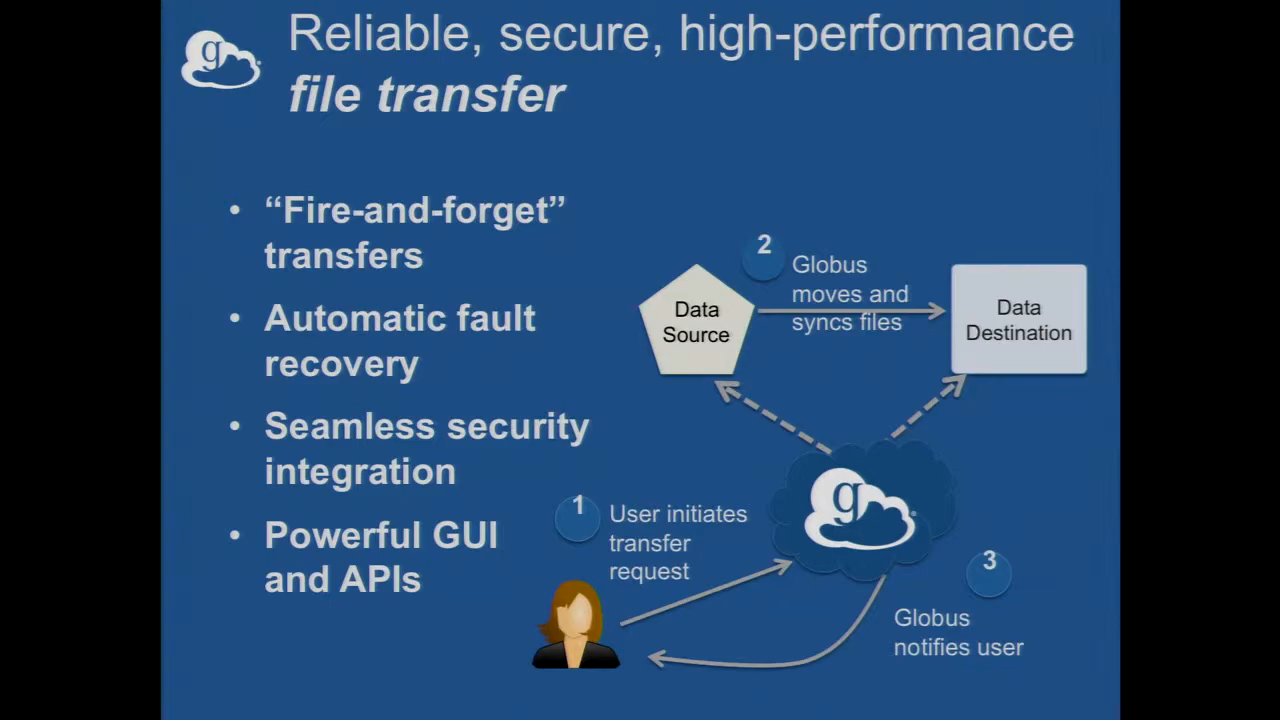 g
Reliable, secure, high-performance
file transfer
• “Fire-and-forget”
transfers
• Automatic fault
recovery
• Seamless security
integration
• Powerful GUI
and APIs
2
Globus
moves and
syncs files
Data
Source
Data
Destination
1
User initiates
transfer
request
g
3
Globus
notifies user